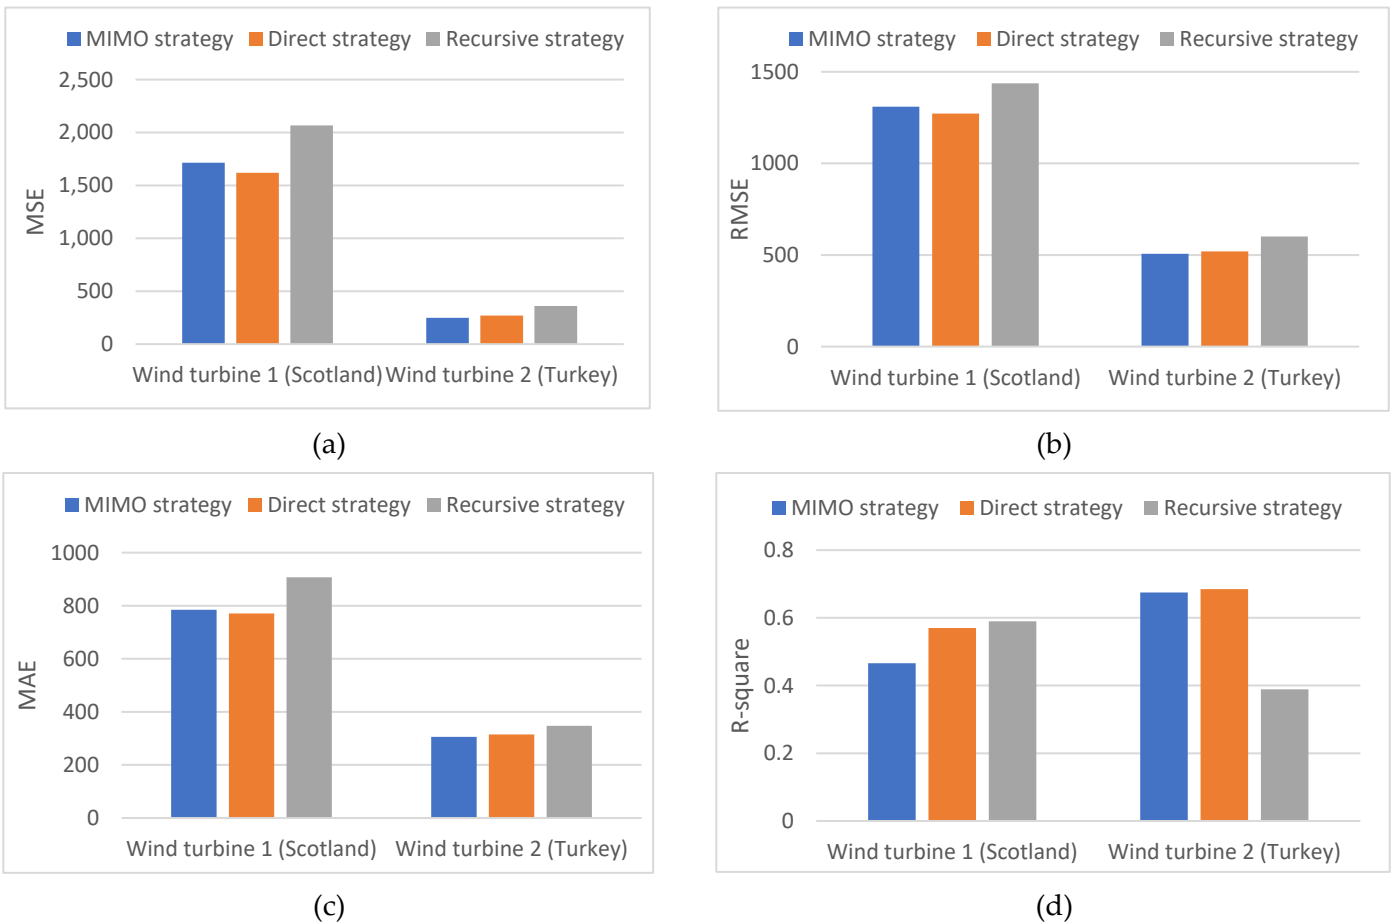 MIMO strategy Direct strategy Recursive strategy
2,500
2,000
1,500
1,000
500
0
MSE
Wind turbine 1 (Scotland) Wind turbine 2 (Turkey)
(a)
MIMO strategy Direct strategy Recursive strategy
1500
1000
500
0
RMSE
Wind turbine 1 (Scotland) Wind turbine 2 (Turkey)
(b)
MIMO strategy Direct strategy Recursive strategy
1000
800
600
400
200
0
MAE
Wind turbine 1 (Scotland) Wind turbine 2 (Turkey)
(c)
MIMO strategy Direct strategy Recursive strategy
0.8
0.6
0.4
0.2
0
R-square
Wind turbine 1 (Scotland) Wind turbine 2 (Turkey)
(d)